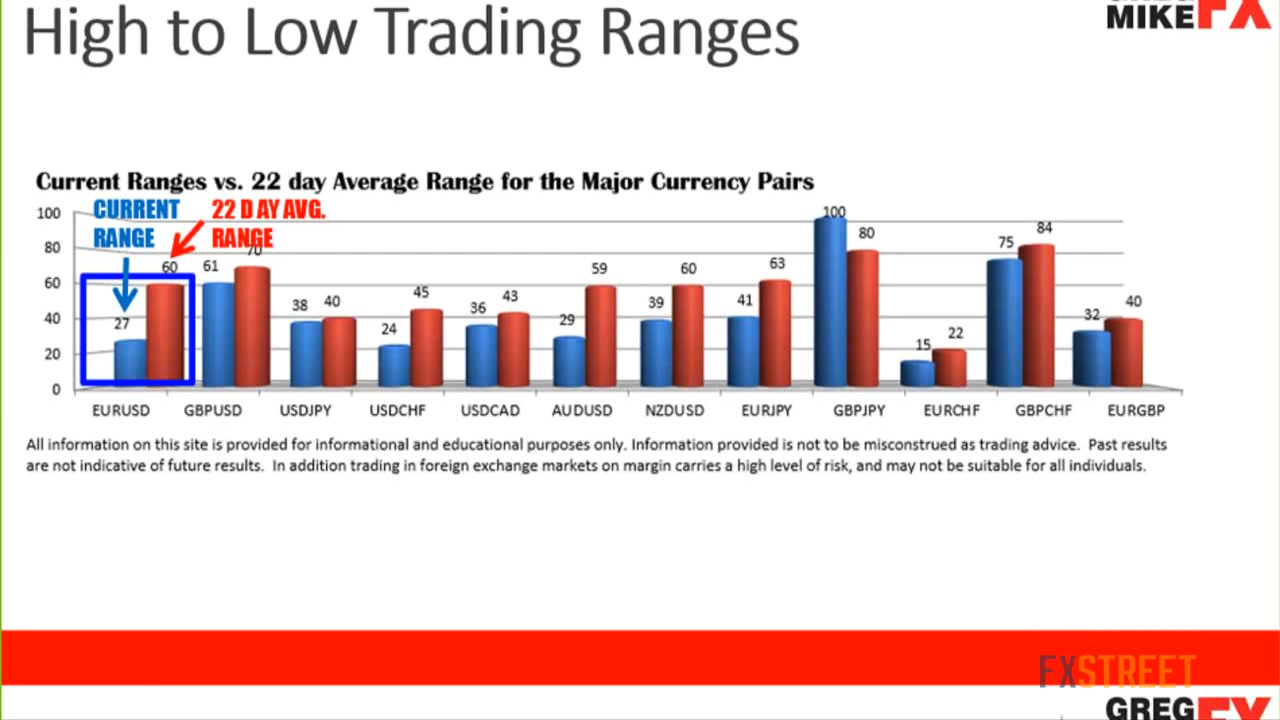 High to Low Trading Ranges
GREG
MIKEFX
Current Ranges vs. 22 day Average Range for the Major Currency Pairs
CURRENT
RANGE
22 DAY AVG.
RANGE
100
80
60
40
20
0
27
60
61
70
38
40
24
45
36
43
29
59
39
60
41
63
100
80
15
22
75
84
32
40
EURUSD GBPUSD USDJPY USDCHF USDCAD AUDUSD NZDUSD EURJPY GBPJPY EURCHF GBPCHF EURGBP
All information on this site is provided for informational and educational purposes only. Information provided is not to be misconstrued as trading advice. Past results
are not indicative of future results. In addition trading in foreign exchange markets on margin carries a high level of risk, and may not be suitable for all individuals.
FXSTREET
GREG FX